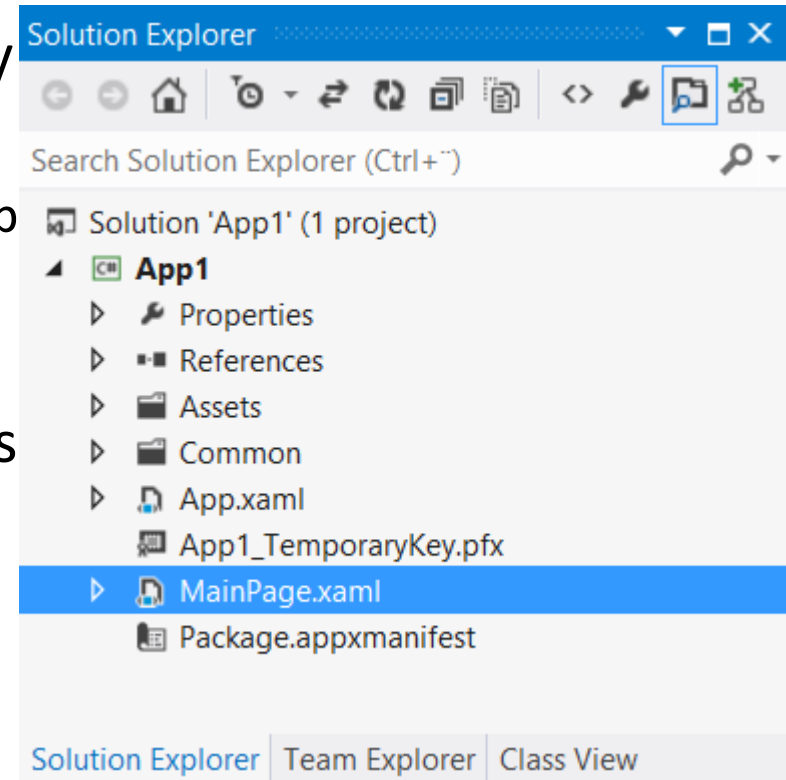 Solution Explorer
y
Search Solution Explorer (Ctrl+¨)
Solution 'App1' (1 project)
C# App1
Properties
References
Assets
s
Common
App.xaml
App1_TemporaryKey.pfx
MainPage.xaml
Package.appxmanifest
Solution Explorer Team Explorer Class View